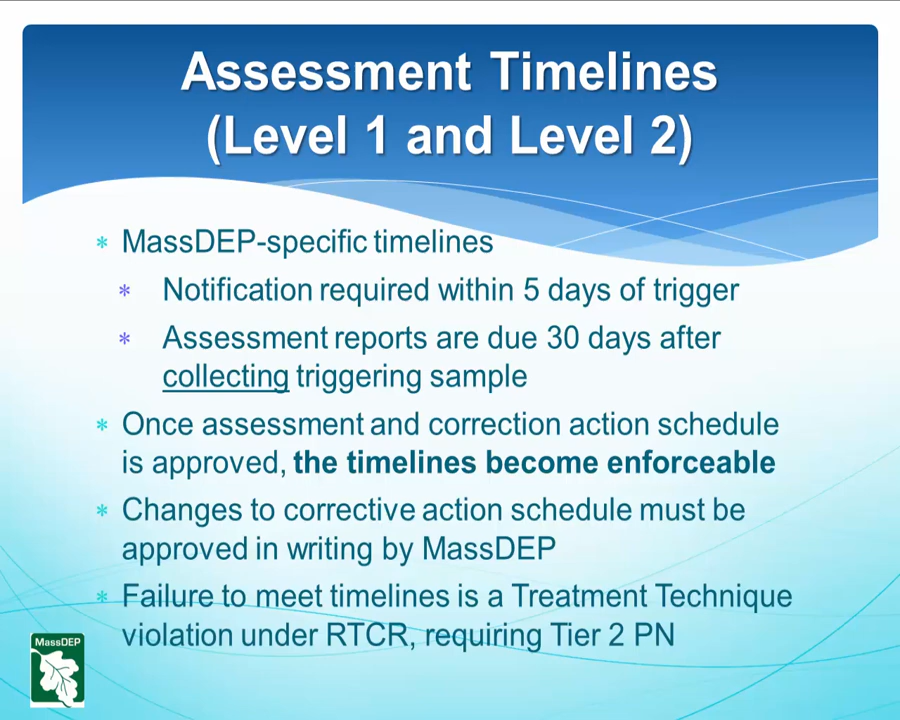 Assessment Timelines
(Level 1 and Level 2)
* MassDEP-specific timelines
* Notification required within 5 days of trigger
* Assessment reports are due 30 days after
collecting triggering sample
* Once assessment and correction action schedule
is approved, the timelines become enforceable
* Changes to corrective action schedule must be
approved in writing by MassDEP
* Failure to meet timelines is a Treatment Technique
violation under RTCR, requiring Tier 2 PN
MassDEP